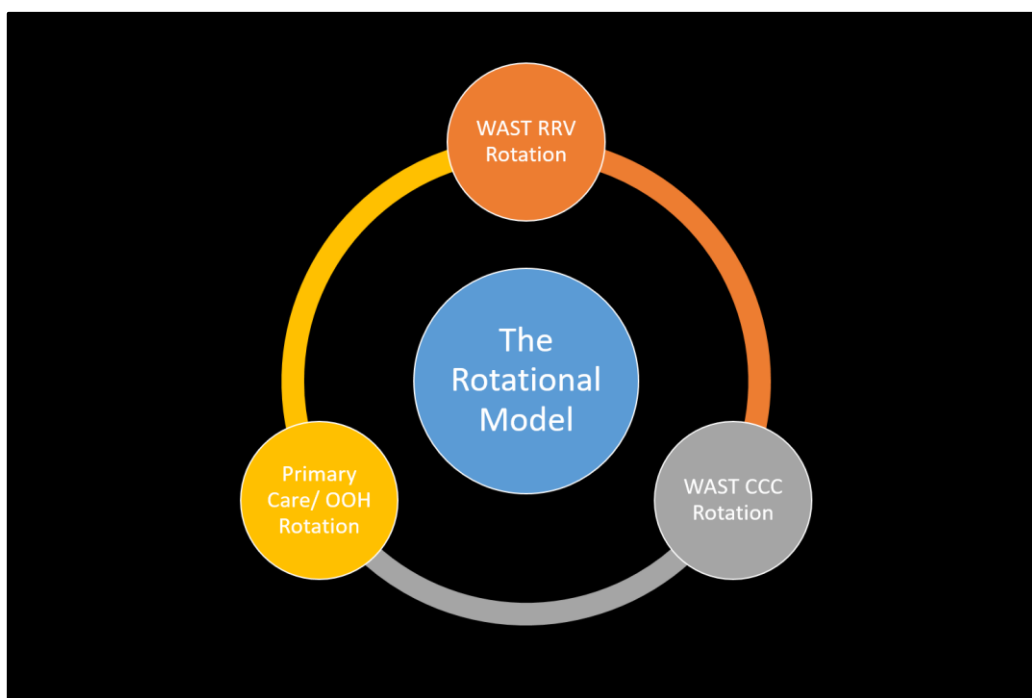 WAST RRV
Rotation
The
Rotational
Model
Primary
Care/ OOH
Rotation
WAST CCC
Rotation